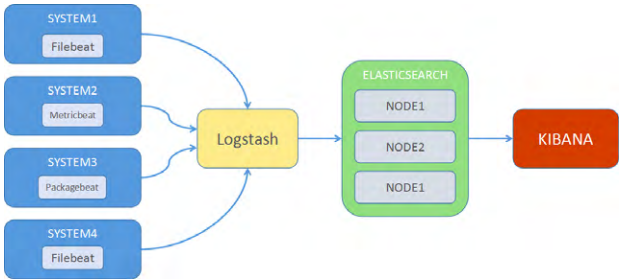 SYSTEM1
Filebeat
SYSTEM2
Metricbeat
SYSTEM3
Packagebeat
SYSTEM4
Filebeat
Logstash
ELASTICSEARCH
NODE1
NODE2
NODE1
KIBANA